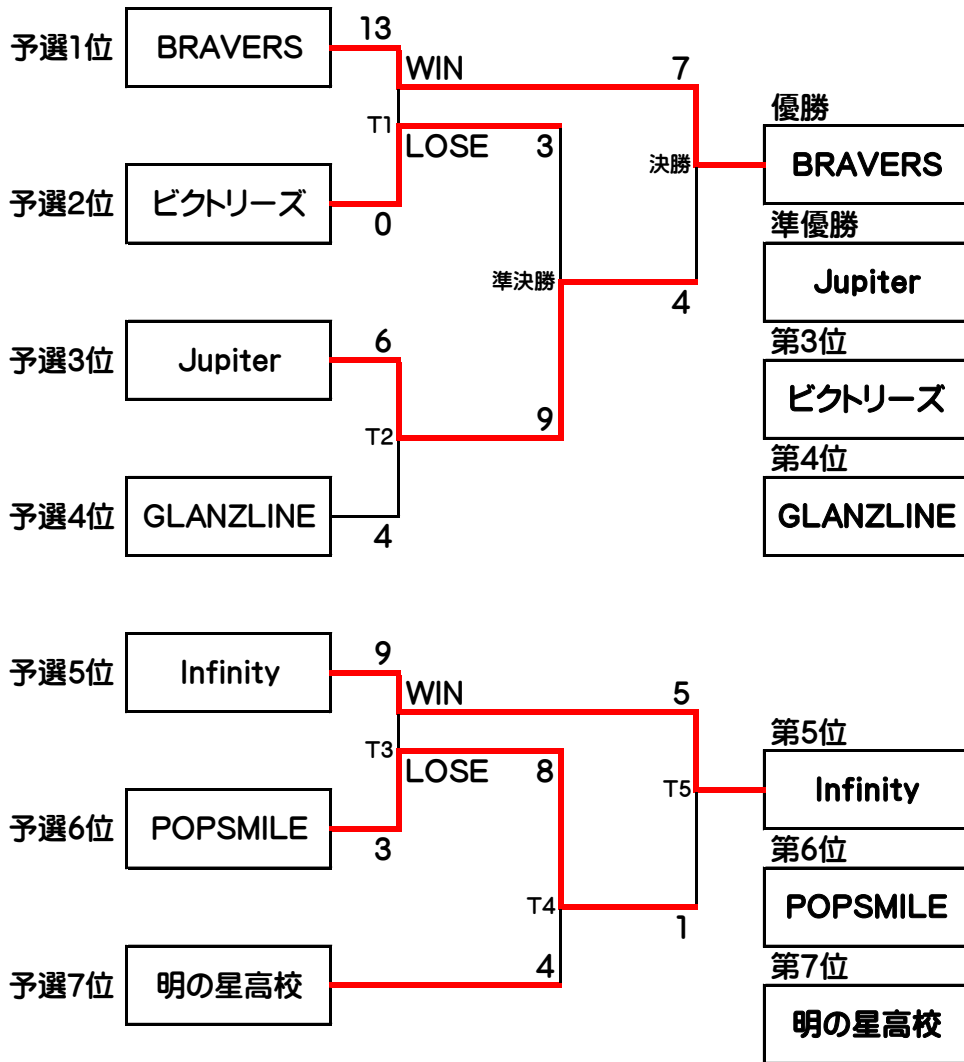 13
予選1位 BRAVERS
WIN 7
優勝
T1
LOSE 3
決勝 BRAVERS
予選2位 ビクトリーズ
0
準優勝
準決勝 Jupiter
4
6
第3位
予選3位 Jupiter
ビクトリーズ
9
T2
第4位
予選4位 GLANZLINE
GLANZLINE
4
9
予選5位 Infinity
WIN 5
第5位
T3
LOSE 8
T5 Infinity
予選6位 POPSMILE
3
第6位
T4 POPSMILE
1
4
第7位
予選7位 明の星高校
明の星高校